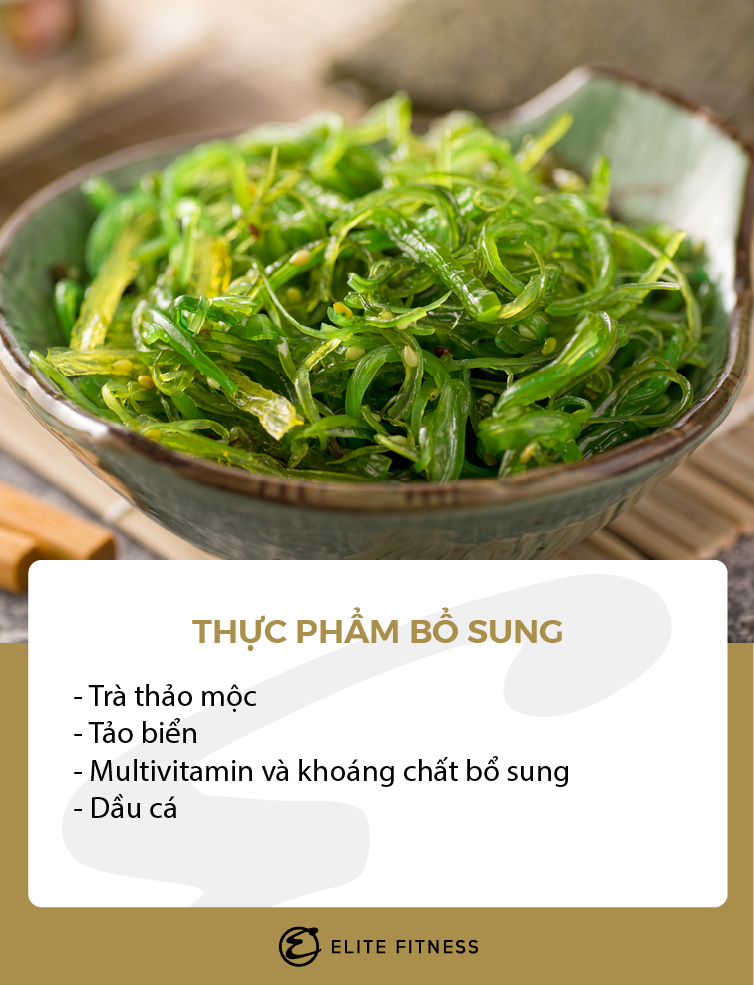 THỰC PHẨM BỔ SUNG
- Trà thảo mộc
- Tảo biển
- Multivitamin và khoáng chất bổ sung
- Dầu cá
ELITE FITNESS